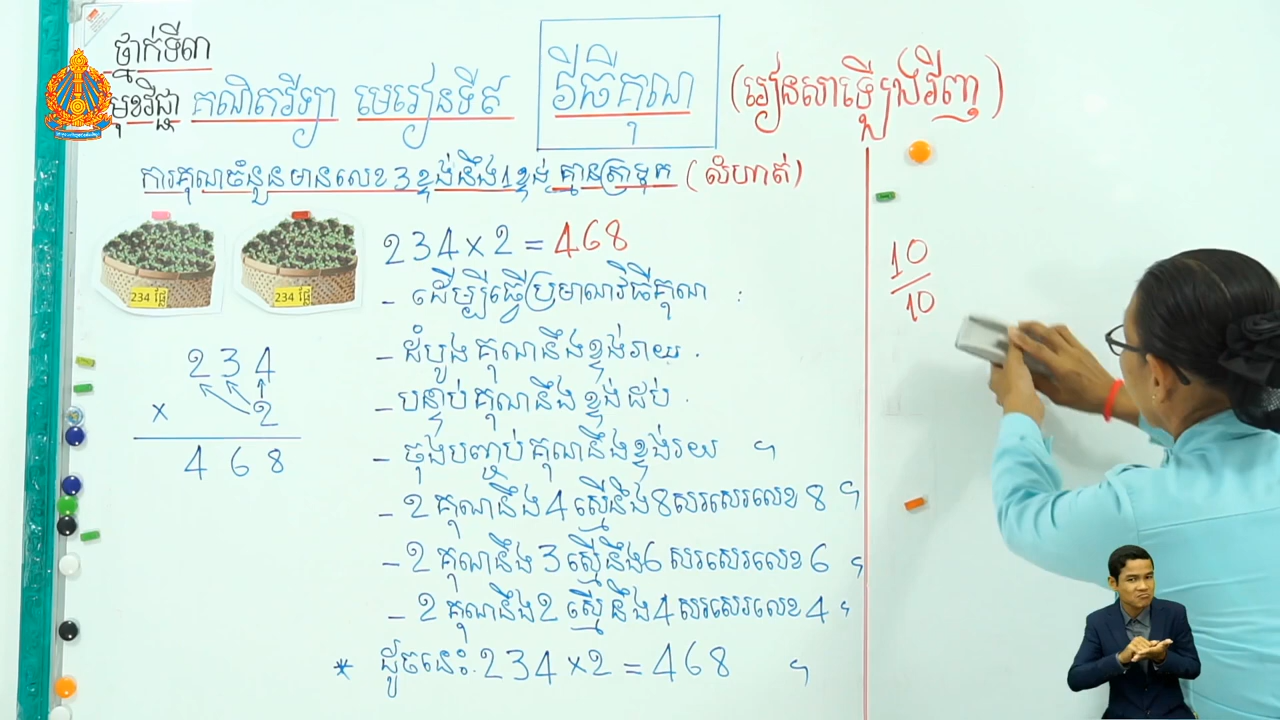 ថ្នាក់ទី៣
មុខវិជ្ជា គណិតវិទ្យា មេរៀនទី៩ វិធីគុណ (រៀនសាឡើងវិញ)
ការគុណចំនួនមានលេខ 3 ខ្ទង់នឹង 1 ខ្ទង់ គ្មានត្រាទុក (លំហាត់)
234 ផ្លែ
234 ផ្លែ
234 × 2 = 468
- ដើម្បីធ្វើប្រមាណវិធីគុណ :
- ដំបូងគុណនឹងខ្ទង់រាយ.
- បន្ទាប់គុណនឹងខ្ទង់ដប់.
- ចុងបញ្ចប់គុណនឹងខ្ទង់រយ ។
- 2 គុណនឹង 4 ស្មើនឹង 8 សរសេរលេខ 8 ។
- 2 គុណនឹង 3 ស្មើនឹង 6 សរសេរលេខ 6 ។
- 2 គុណនឹង 2 ស្មើនឹង 4 សរសេរលេខ 4 ។
* ដូចនេះ: 234 × 2 = 468 ។
234
× 2
468
10
10